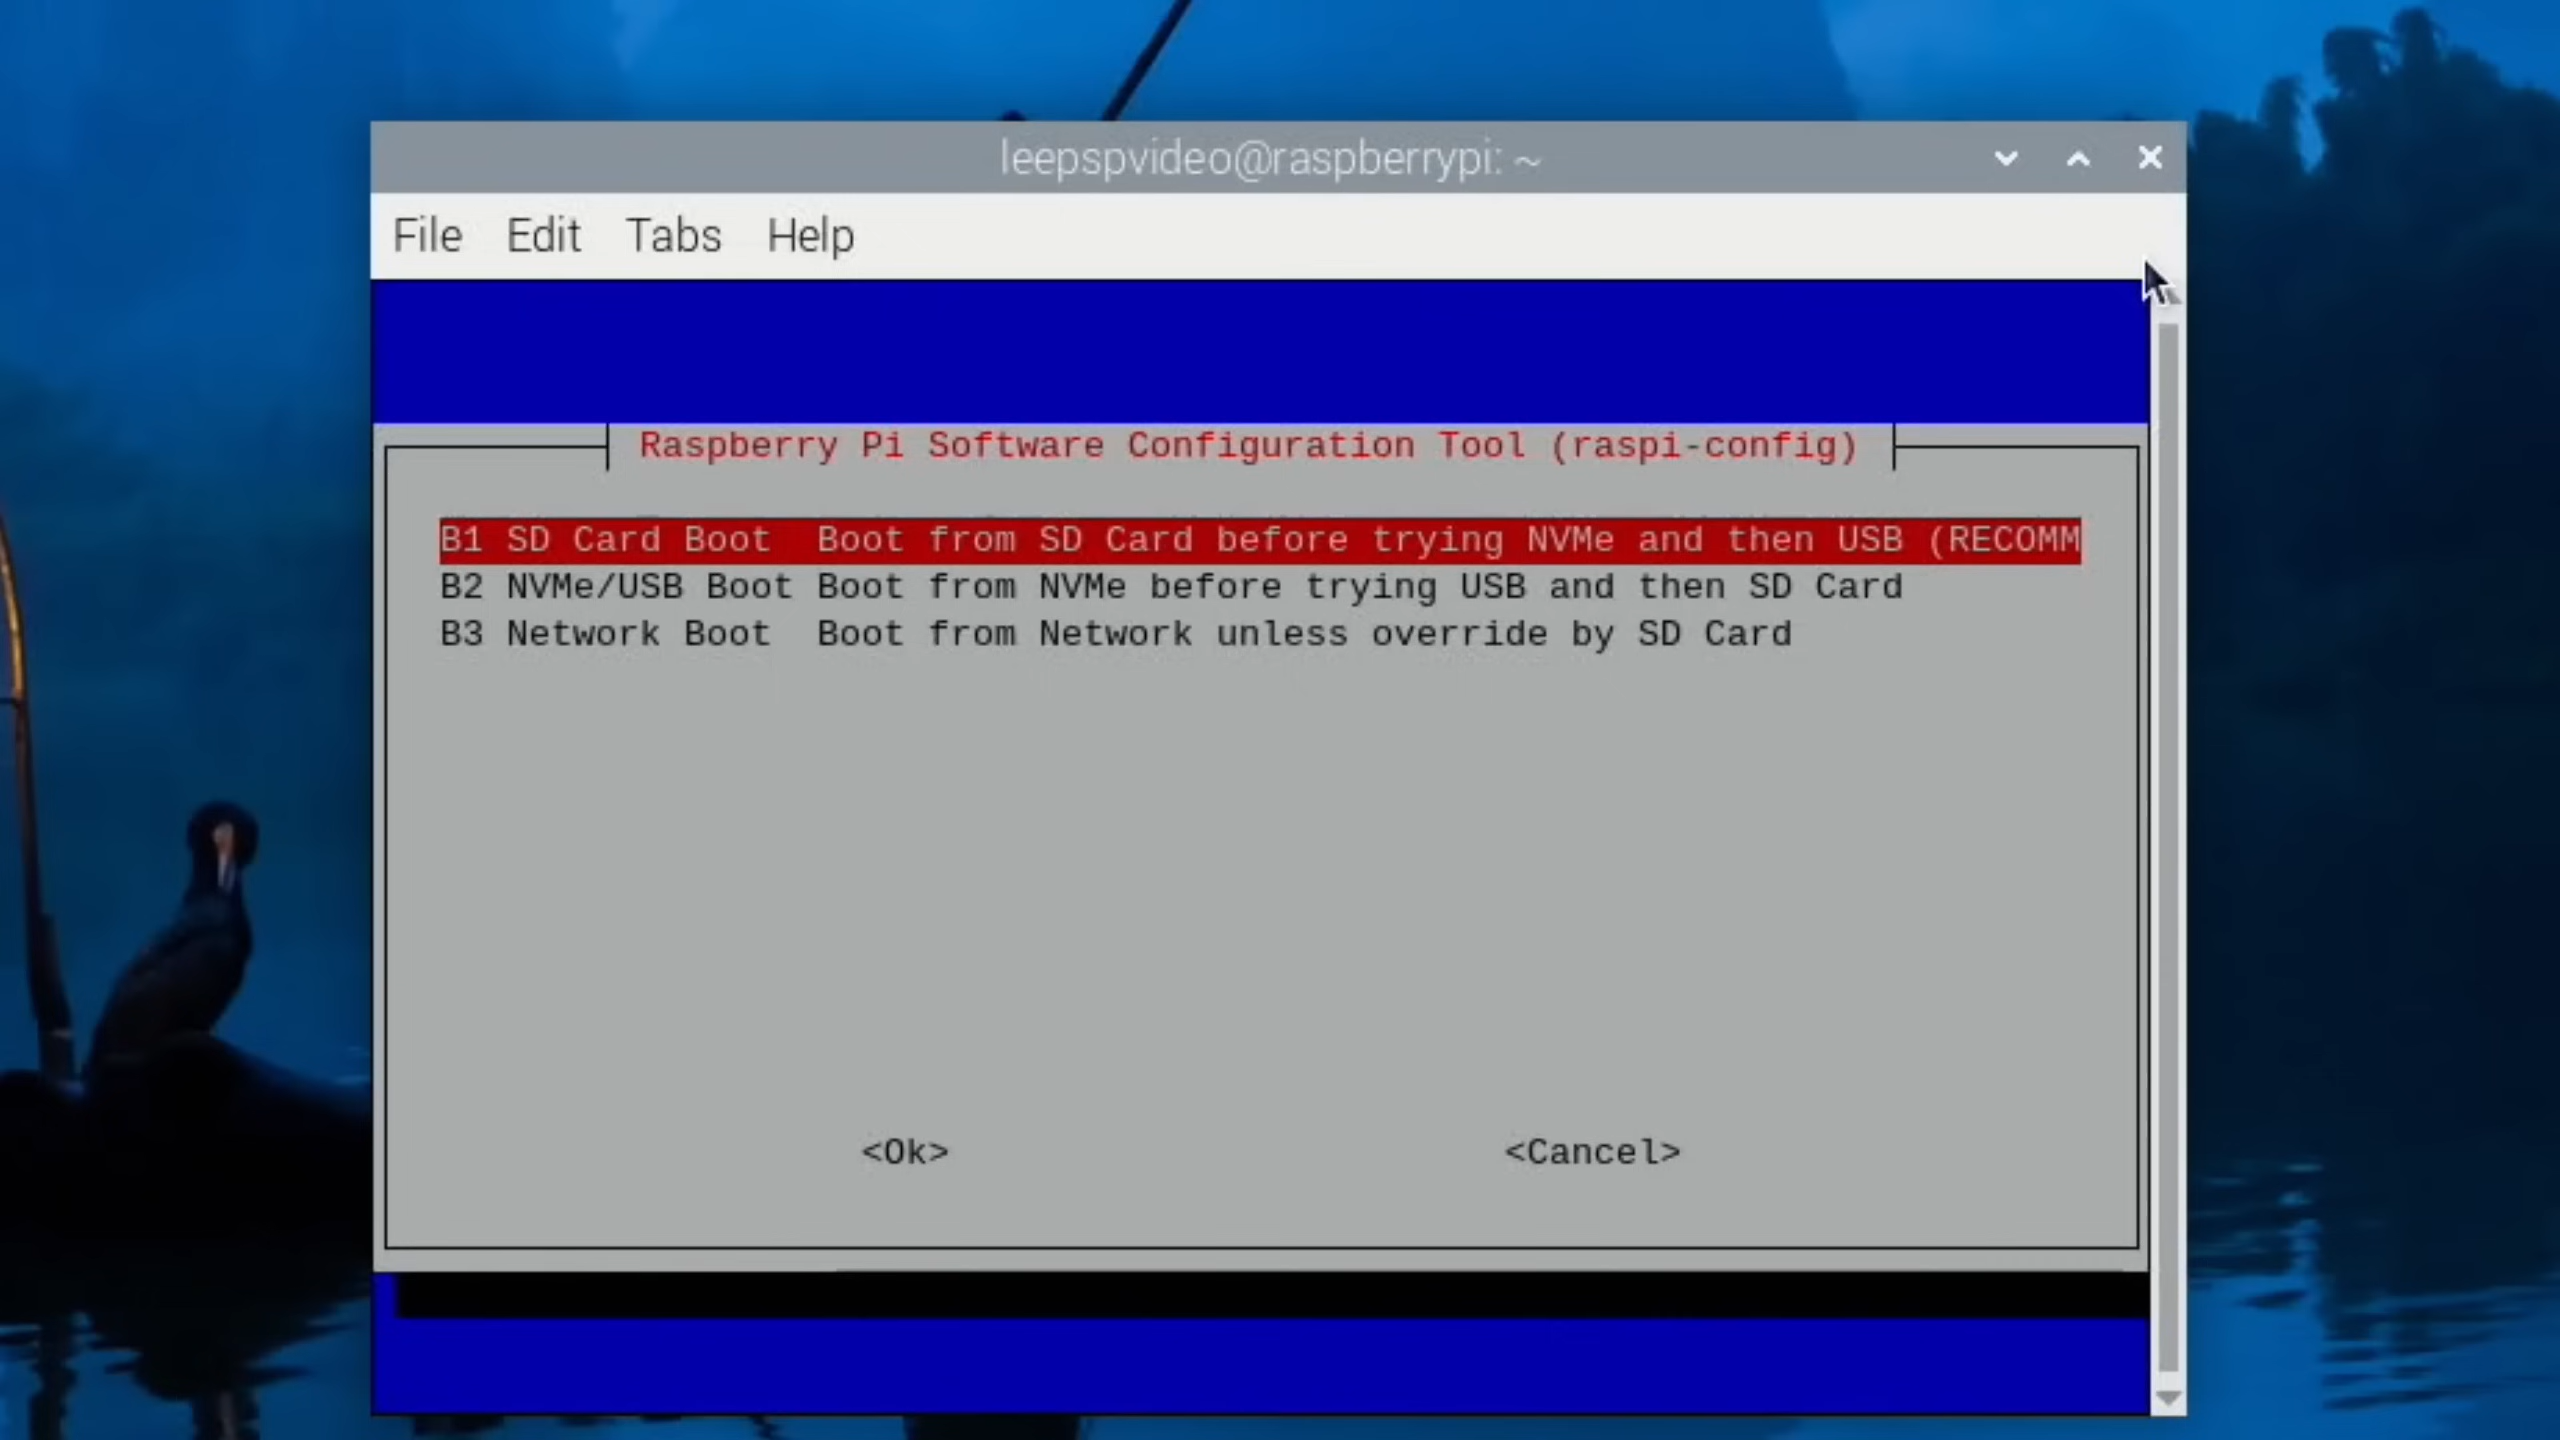 leepspvideo@raspberrypi: ~
File Edit Tabs Help
Raspberry Pi Software Configuration Tool (raspi-config)
B1 SD Card Boot Boot from SD Card before trying NVMe and then USB (RECOMM
B2 NVMe/USB Boot Boot from NVMe before trying USB and then SD Card
B3 Network Boot Boot from Network unless override by SD Card
<Ok> <Cancel>